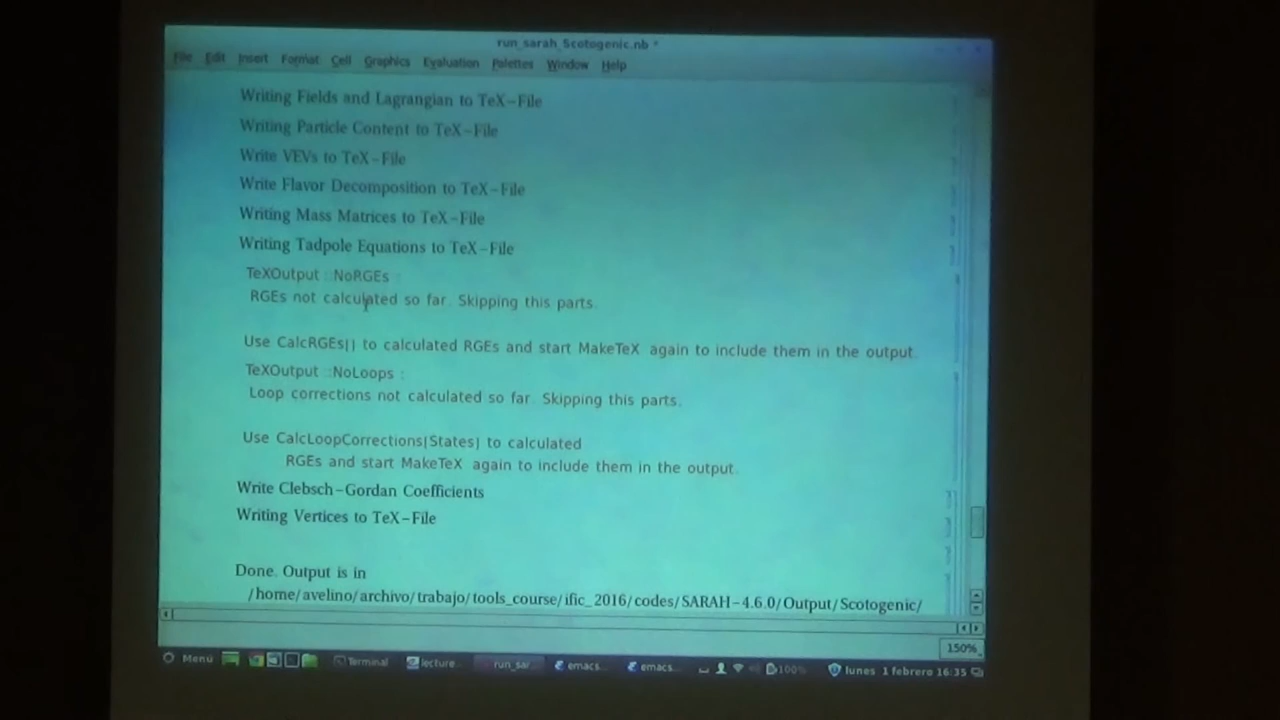 run_sarah_Scotogenic.nb *
File Edit Insert Format Cell Graphics Evaluation Palettes Window Help
Writing Fields and Lagrangian to TeX-File
Writing Particle Content to TeX-File
Write VEVs to TeX-File
Write Flavor Decomposition to TeX-File
Writing Mass Matrices to TeX-File
Writing Tadpole Equations to TeX-File
TeXOutput::NoRGEs :
RGEs not calculated so far. Skipping this parts.
Use CalcRGEs[] to calculated RGEs and start MakeTeX again to include them in the output.
TeXOutput::NoLoops :
Loop corrections not calculated so far. Skipping this parts.
Use CalcLoopCorrections[States] to calculated
RGEs and start MakeTeX again to include them in the output.
Write Clebsch-Gordan Coefficients
Writing Vertices to TeX-File
Done. Output is in
/home/avelino/archivo/trabajo/tools_course/ific_2016/codes/SARAH-4.6.0/Output/Scotogenic/
150%
Menú Terminal lecture... run_sar... emacs... emacs... 100% lunes 1 febrero 16:35